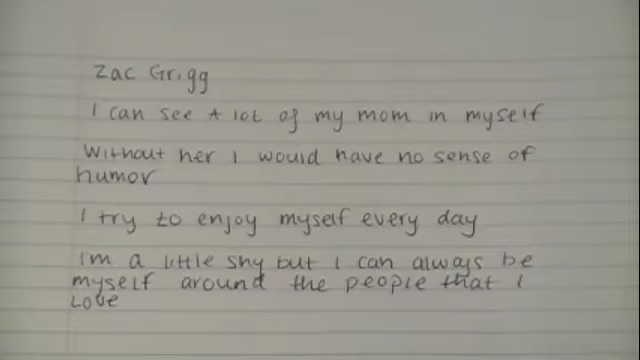 Zac Grigg
I can see A lot of my mom in myself
Without her I would have no sense of
humor
I try to enjoy myself every day
I'm a little shy but I can always be
myself around the people that I
Love